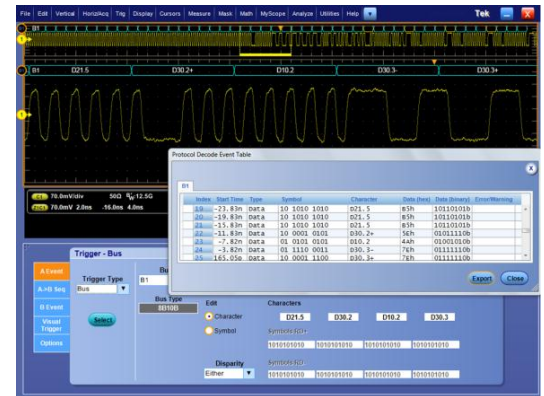 File Edit Vertical Horiz/Acq Trig Display Cursors Measure Mask Math MyScope Analyze Utilities Help Tek
B1
B1 D21.5 D30.2+ D10.2 D30.3- D30.3+
Protocol Decode Event Table
B1
Index Start Time Type Symbol Character Data (hex) Data (binary) Error/Warning
19 -23.83n Data 10 1010 1010 D21.5 B5h 10110101b
20 -19.83n Data 10 1010 1010 D21.5 B5h 10110101b
21 -15.83n Data 10 1010 1010 D21.5 B5h 10110101b
22 -11.83n Data 10 0001 0101 D30.2+ 5Eh 01011110b
23 -7.82n Data 01 0101 0101 D10.2 4Ah 01001010b
24 -3.82n Data 01 1110 0011 D30.3- 7Eh 01111110b
25 165.05p Data 10 0001 1100 D30.3+ 7Eh 01111110b
Export Close
70.0mV/div 50Ω 12.5G
70.0mV 2.0ns -16.0ns 4.0ns
Trigger - Bus
A Event
A->B Seq
B Event
Visual Trigger
Options
Trigger Type
Bus
Select
B1
Bus Type
8B10B
Edit
Character
Symbol
Disparity
Either
Characters
D21.5 D30.2 D10.2 D30.3
1010101010 1010101010 1010101010 1010101010
1010101010 1010101010 1010101010 1010101010